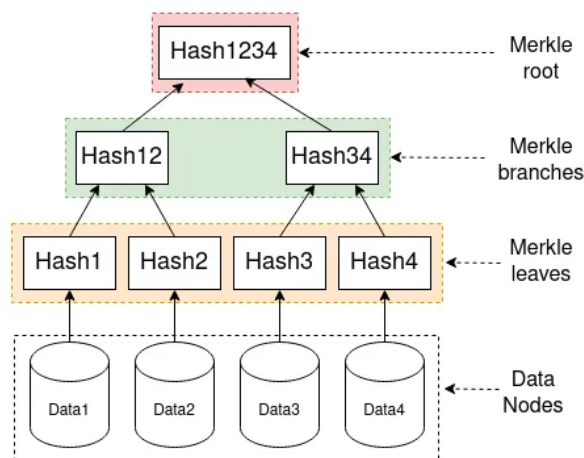 Hash1234
Merkle
root
Hash12
Hash34
Merkle
branches
Hash1
Hash2
Hash3
Hash4
Merkle
leaves
Data1
Data2
Data3
Data4
Data
Nodes